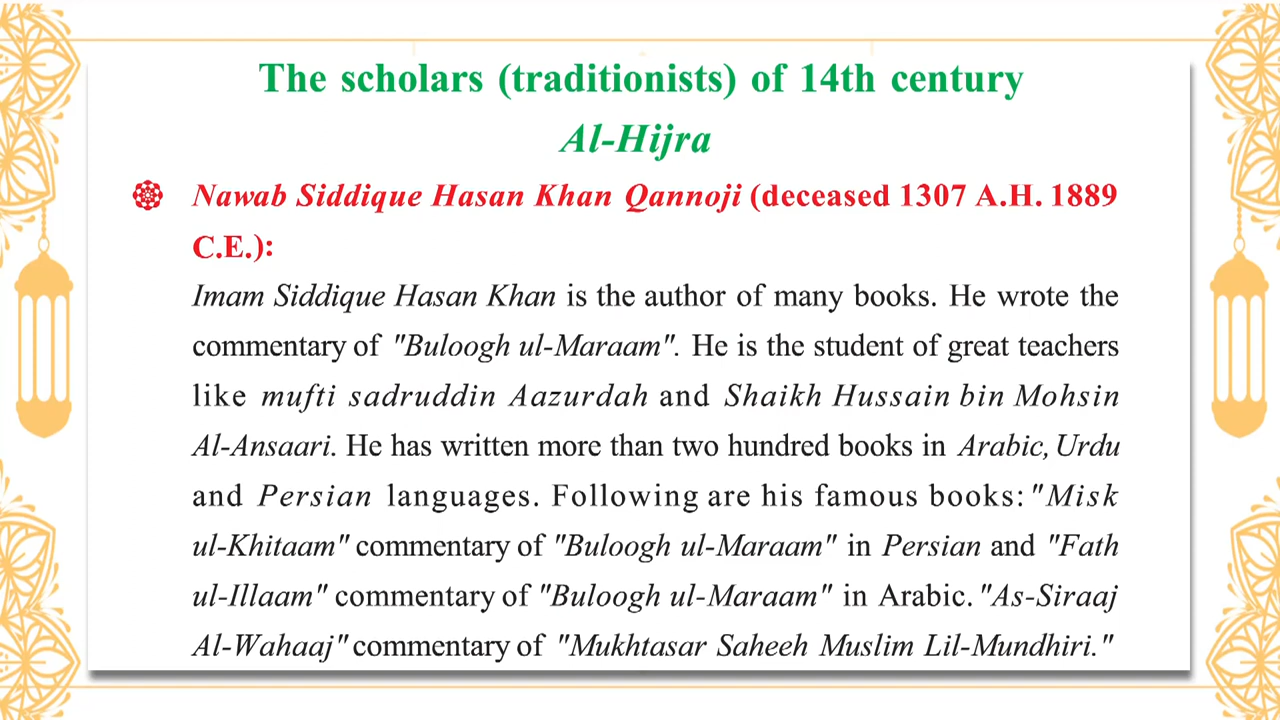 The scholars (traditionists) of 14th century
Al-Hijra
Nawab Siddique Hasan Khan Qannoji (deceased 1307 A.H. 1889
C.E.):
Imam Siddique Hasan Khan is the author of many books. He wrote the
commentary of "Buloogh ul-Maraam". He is the student of great teachers
like mufti sadruddin Aazurdah and Shaikh Hussain bin Mohsin
Al-Ansaari. He has written more than two hundred books in Arabic, Urdu
and Persian languages. Following are his famous books: "Misk
ul-Khitaam" commentary of "Buloogh ul-Maraam" in Persian and "Fath
ul-Illaam" commentary of "Buloogh ul-Maraam" in Arabic. "As-Siraaj
Al-Wahaaj" commentary of "Mukhtasar Saheeh Muslim Lil-Mundhiri."